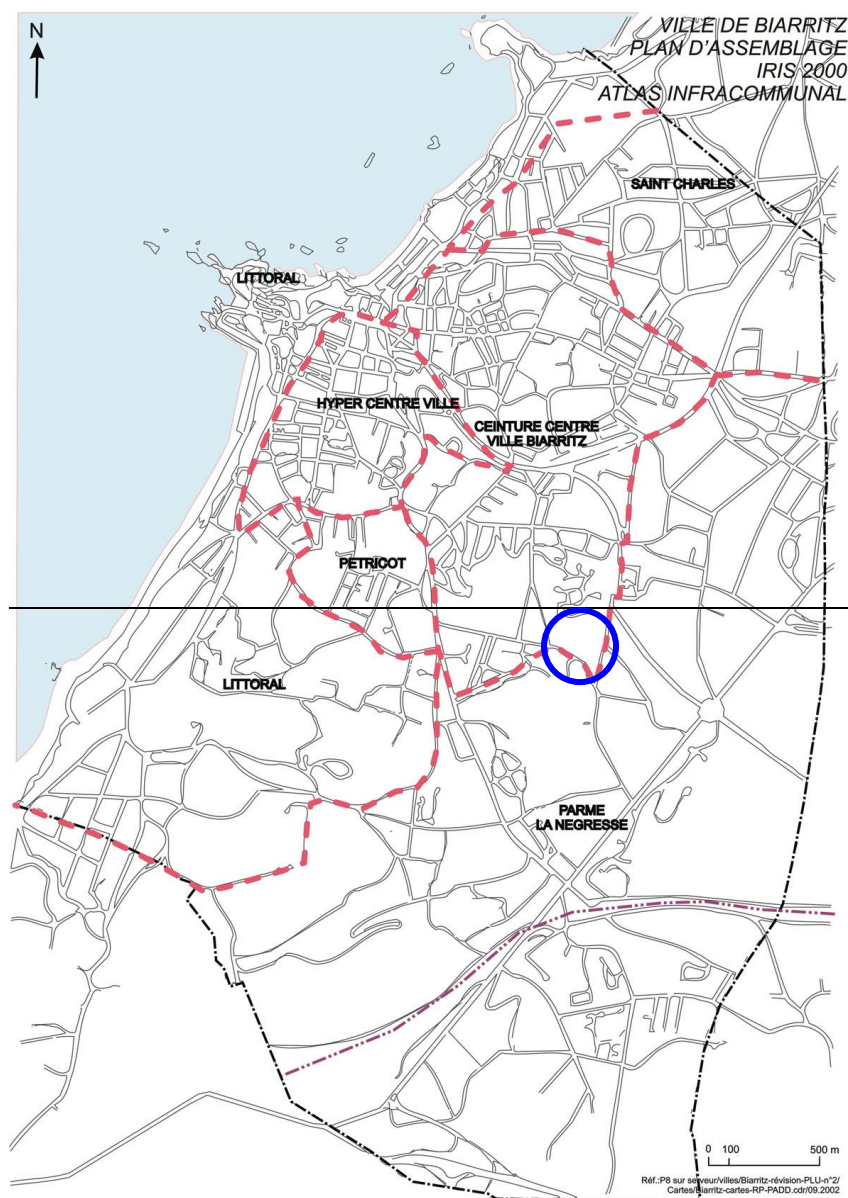 VILLE DE BIARRITZ
PLAN D'ASSEMBLAGE
IRIS 2000
ATLAS INFRACOMMUNAL
N
SAINT CHARLES
LITTORAL
HYPER CENTRE VILLE
CEINTURE CENTRE
VILLE BIARRITZ
PETRICOT
LITTORAL
PARME
LA NEGRESSE
0 100 500 m
Réf.:P8 sur serveur/villes/Biarritz-révision-PLU-n°2/
Cartes/Biarritz-cartes-RP-PADD.cdr/09.2002